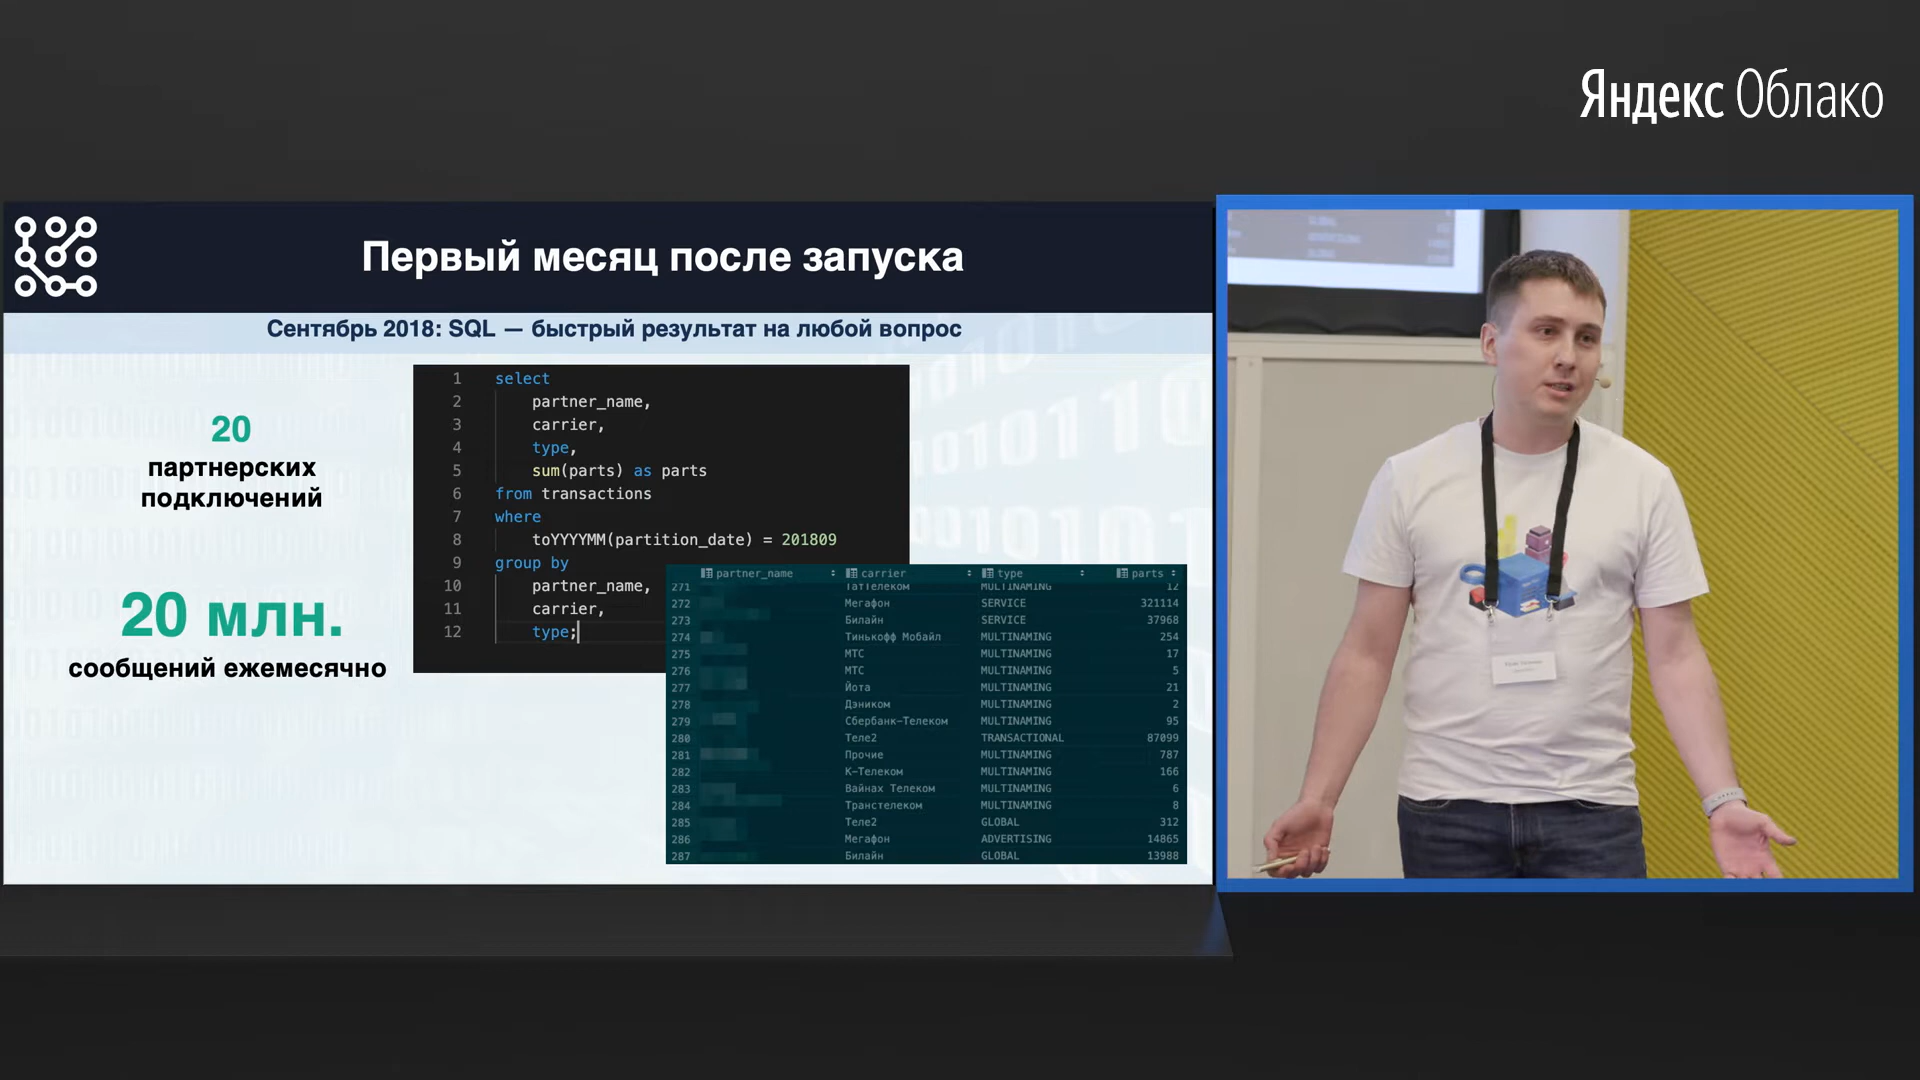 Яндекс Облако
Первый месяц после запуска
Сентябрь 2018: SQL — быстрый результат на любой вопрос
20
партнерских
подключений
20 млн.
сообщений ежемесячно
1 select
2 partner_name,
3 carrier,
4 type,
5 sum(parts) as parts
6 from transactions
7 where
8 toYYYYMM(partition_date) = 201809
9 group by
10 partner_name,
11 carrier,
12 type;
partner_name carrier type parts
271 Таттелеком MULTINAMING 12
272 Мегафон SERVICE 321114
273 Билайн SERVICE 37968
274 Тинькофф Мобайл MULTINAMING 254
275 МТС MULTINAMING 17
276 МТС MULTINAMING 5
277 Йота MULTINAMING 21
278 Дэником MULTINAMING 2
279 Сбербанк-Телеком MULTINAMING 95
280 Теле2 TRANSACTIONAL 87099
281 Прочие MULTINAMING 787
282 К-Телеком MULTINAMING 166
283 Вайнах Телеком MULTINAMING 6
284 Транстелеком MULTINAMING 8
285 Теле2 GLOBAL 312
286 Мегафон ADVERTISING 14865
287 Билайн GLOBAL 13988